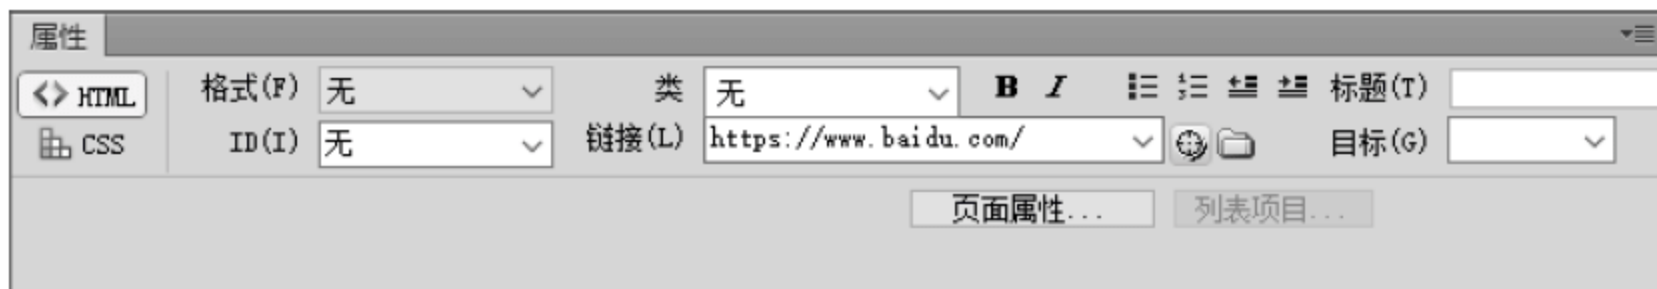 属性
<> HTML 格式(F) 无 类 无 B I 标题(T)
CSS ID(I) 无 链接(L) https://www.baidu.com/ 目标(G)
页面属性... 列表项目...